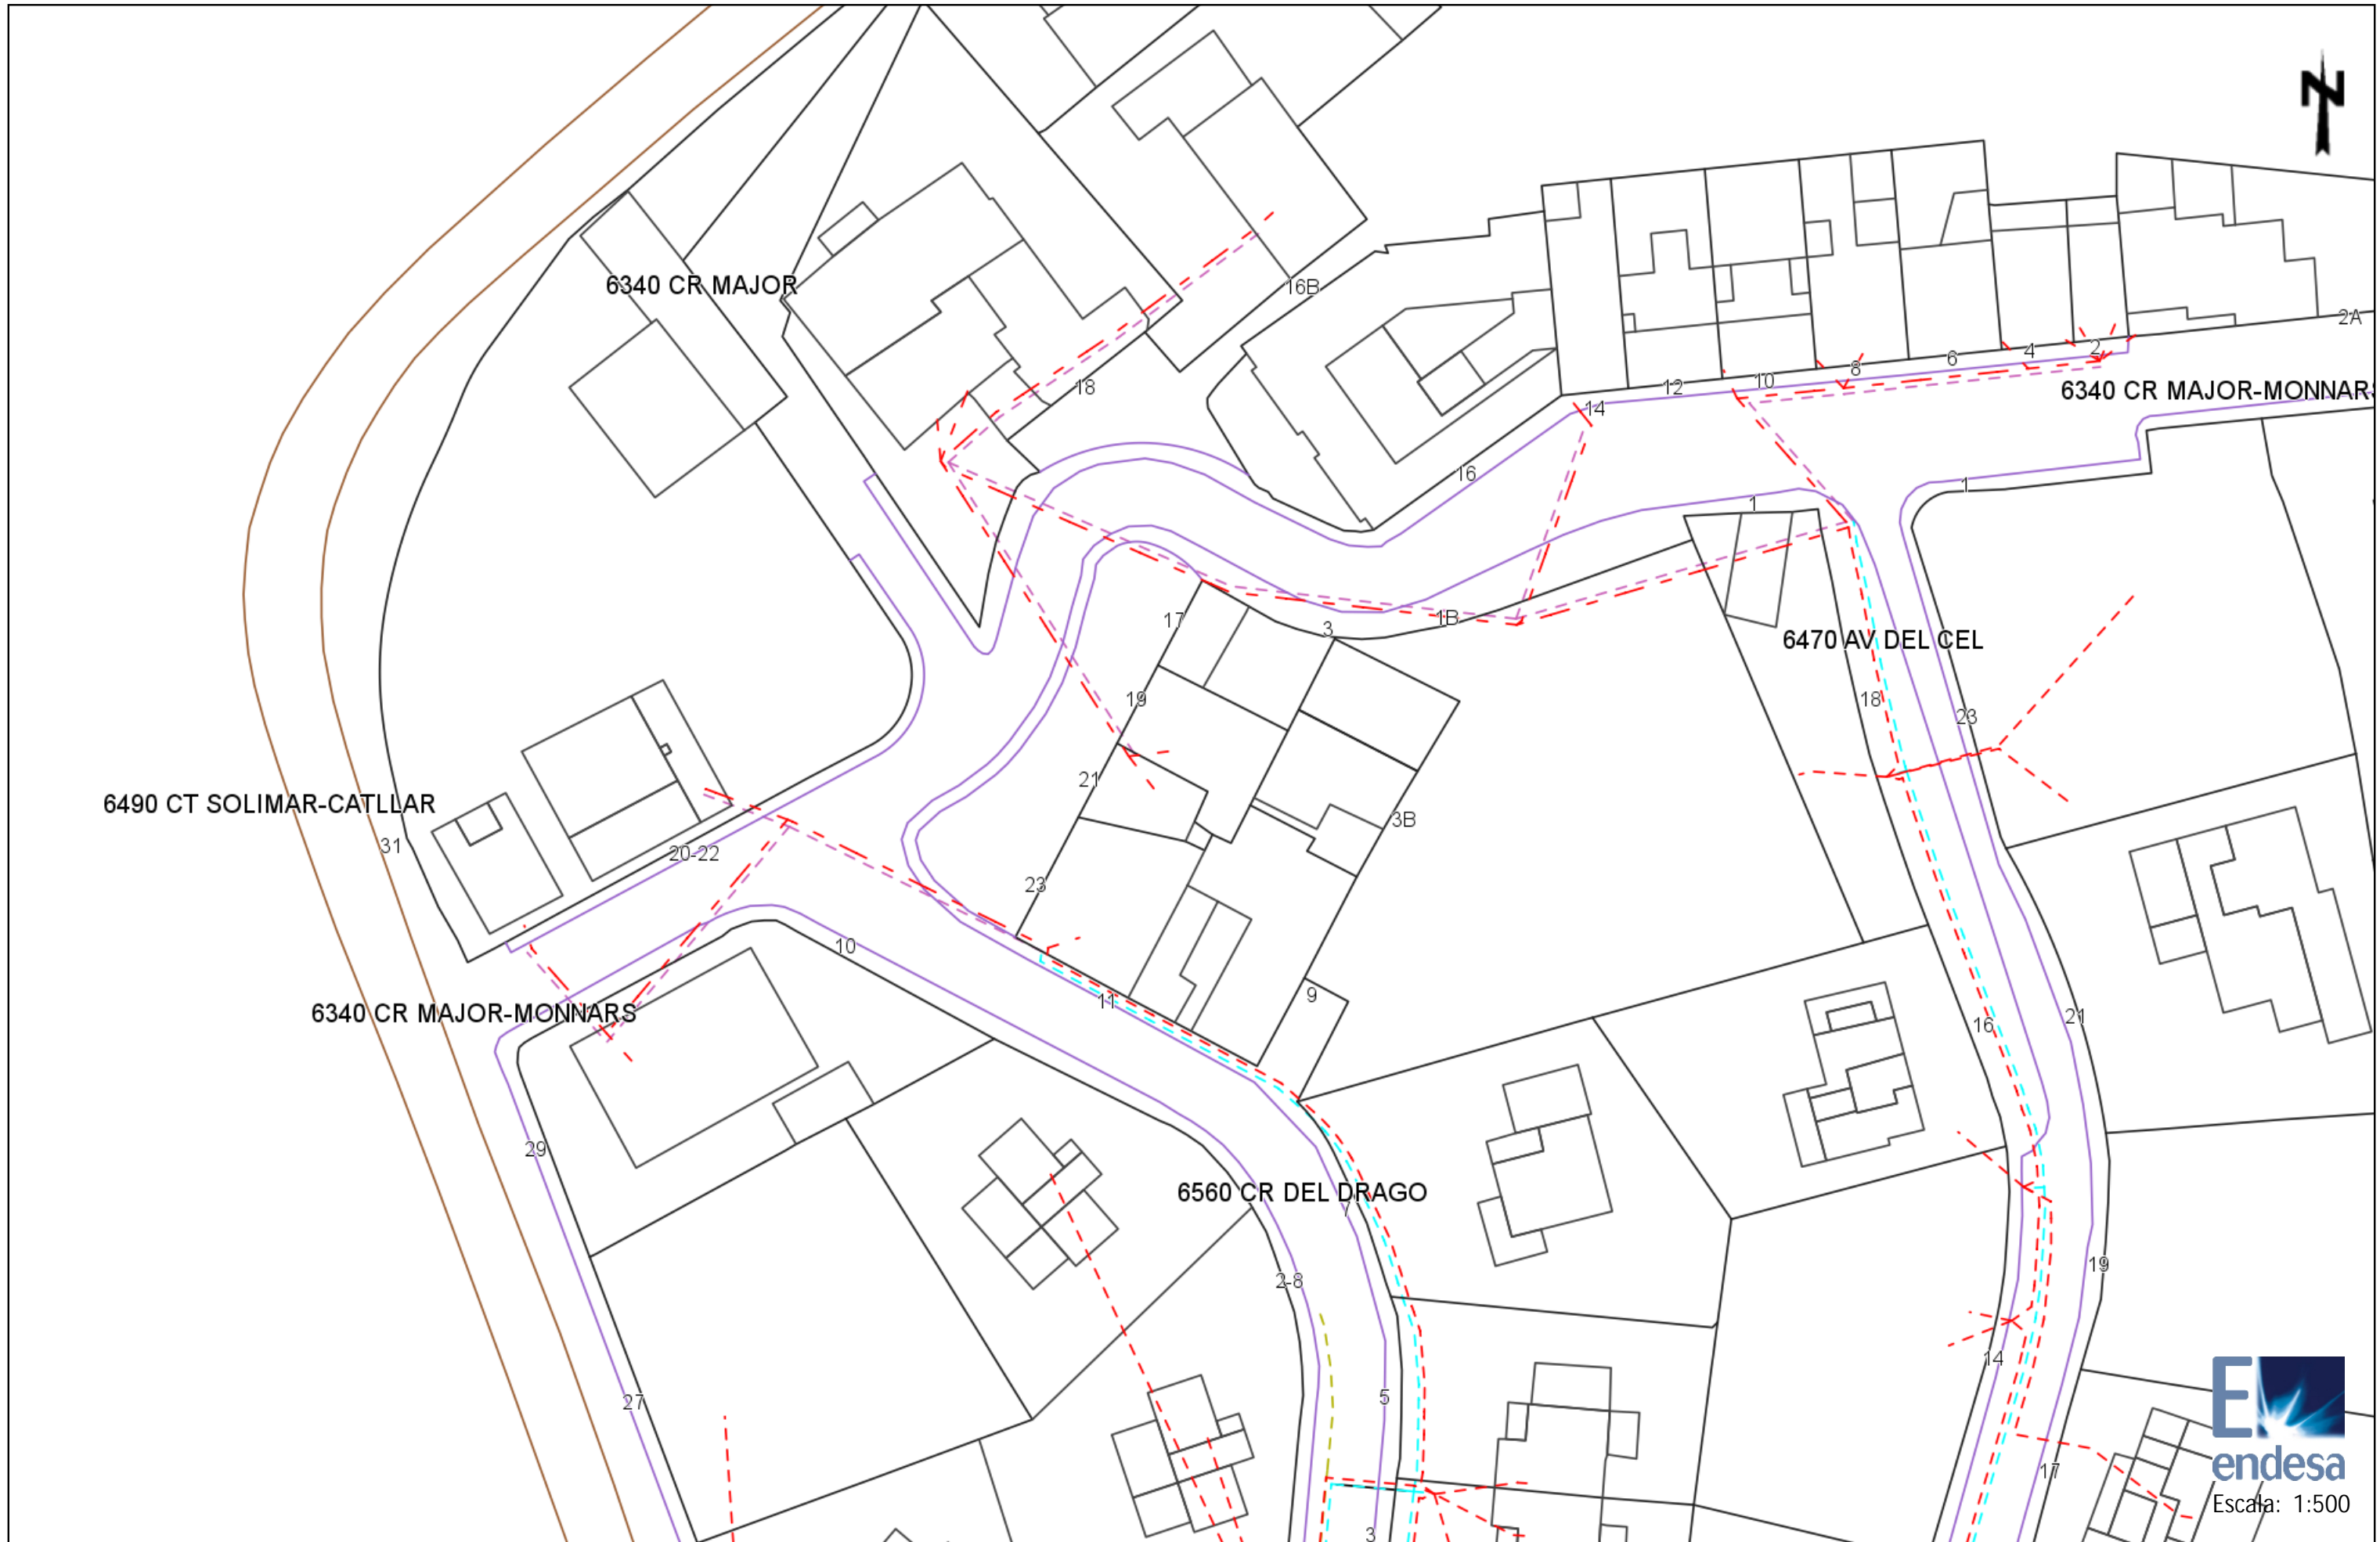 N
6340 CR MAJOR
16B
2A
18
12
10
8
6
4
2
6340 CR MAJOR-MONNARS
14
16
1
1
17
3
1B
6470 AV DEL CEL
19
18
23
21
6490 CT SOLIMAR-CATLLAR
31
20-22
3B
23
10
11
9
6340 CR MAJOR-MONNARS
16
21
29
6560 CR DEL DRAGO
7
2-8
19
14
27
5
17
3
E
endesa
Escala: 1:500